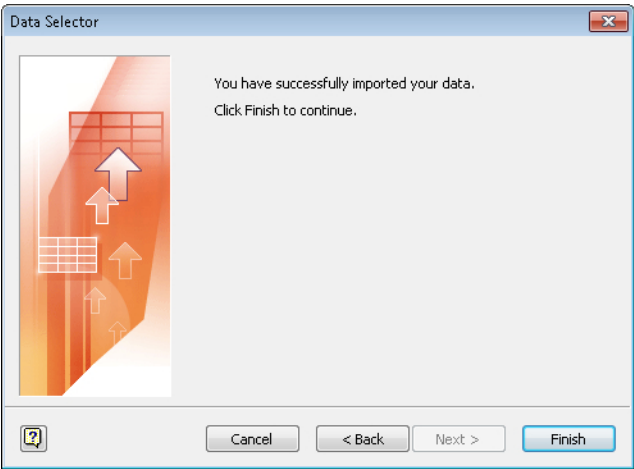 Data Selector
You have successfully imported your data.
Click Finish to continue.
Cancel
< Back
Next >
Finish